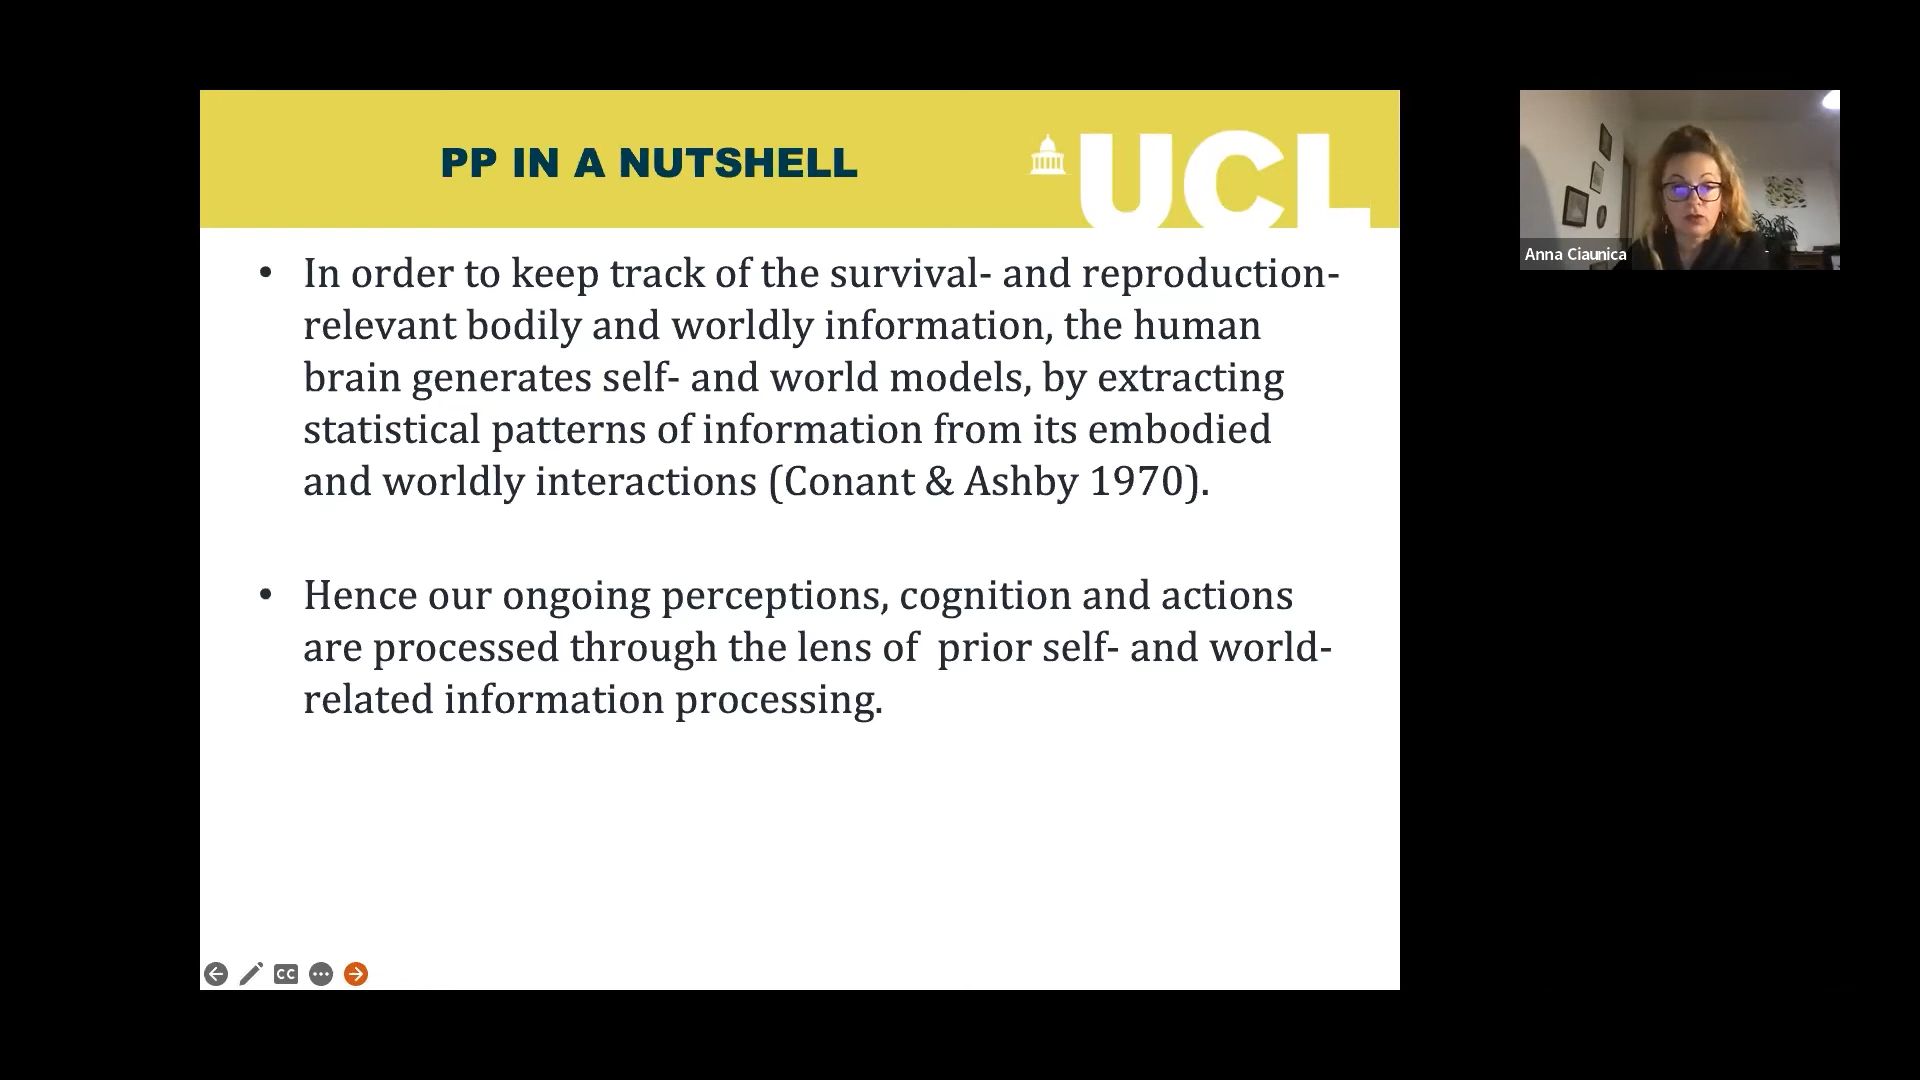 PP IN A NUTSHELL
UCL
• In order to keep track of the survival- and reproduction-
relevant bodily and worldly information, the human
brain generates self- and world models, by extracting
statistical patterns of information from its embodied
and worldly interactions (Conant & Ashby 1970).
• Hence our ongoing perceptions, cognition and actions
are processed through the lens of  prior self- and world-
related information processing.
CC
Anna Ciaunica